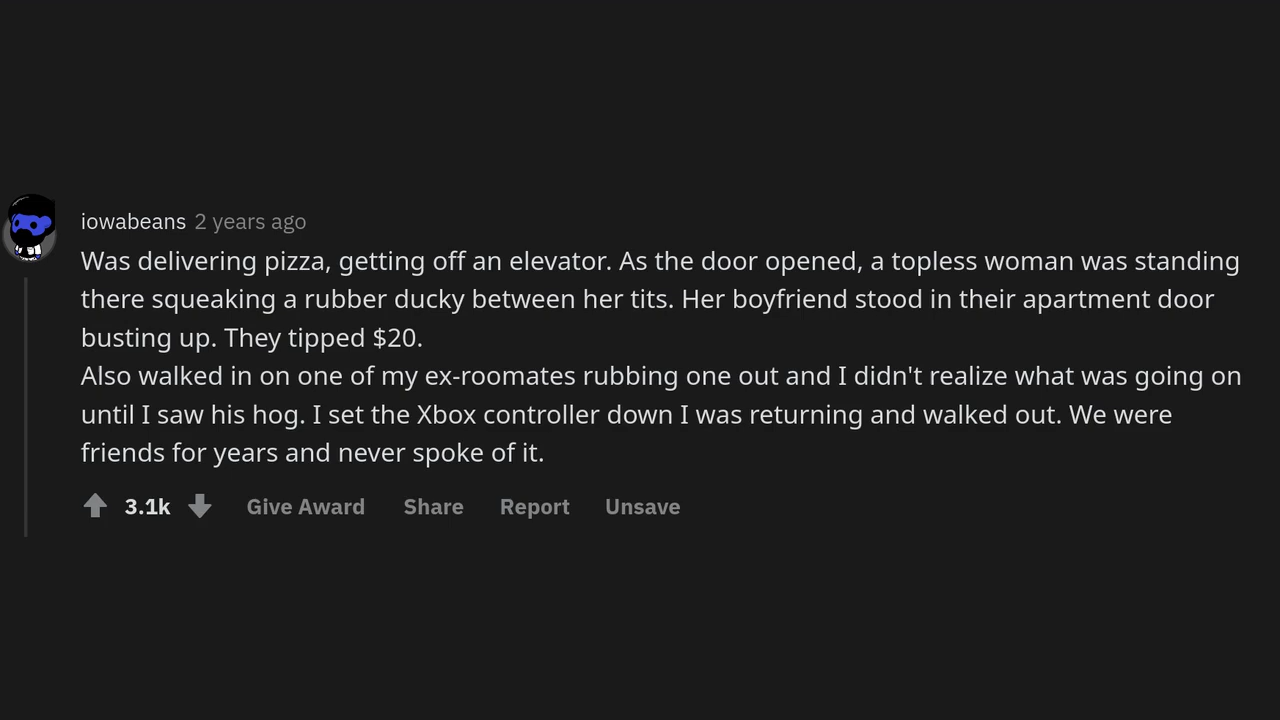 iowabeans 2 years ago
Was delivering pizza, getting off an elevator. As the door opened, a topless woman was standing
there squeaking a rubber ducky between her tits. Her boyfriend stood in their apartment door
busting up. They tipped $20.
Also walked in on one of my ex-roomates rubbing one out and I didn't realize what was going on
until I saw his hog. I set the Xbox controller down I was returning and walked out. We were
friends for years and never spoke of it.
3.1k Give Award Share Report Unsave